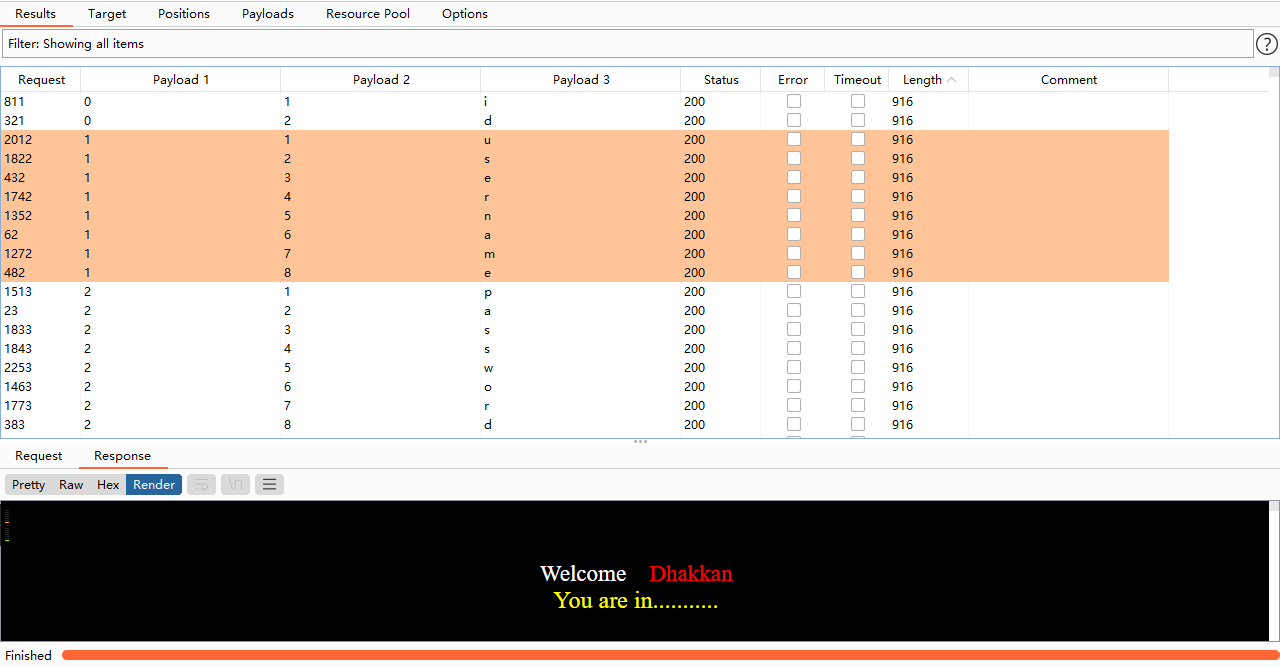 Results Target Positions Payloads Resource Pool Options
Filter: Showing all items ?
Request Payload 1 Payload 2 Payload 3 Status Error Timeout Length Comment
811 0 1 i 200 916
321 0 2 d 200 916
2012 1 1 u 200 916
1822 1 2 s 200 916
432 1 3 e 200 916
1742 1 4 r 200 916
1352 1 5 n 200 916
62 1 6 a 200 916
1272 1 7 m 200 916
482 1 8 e 200 916
1513 2 1 p 200 916
23 2 2 a 200 916
1833 2 3 s 200 916
1843 2 4 s 200 916
2253 2 5 w 200 916
1463 2 6 o 200 916
1773 2 7 r 200 916
383 2 8 d 200 916
Request Response
Pretty Raw Hex Render \n
Welcome Dhakkan
You are in...........
Finished